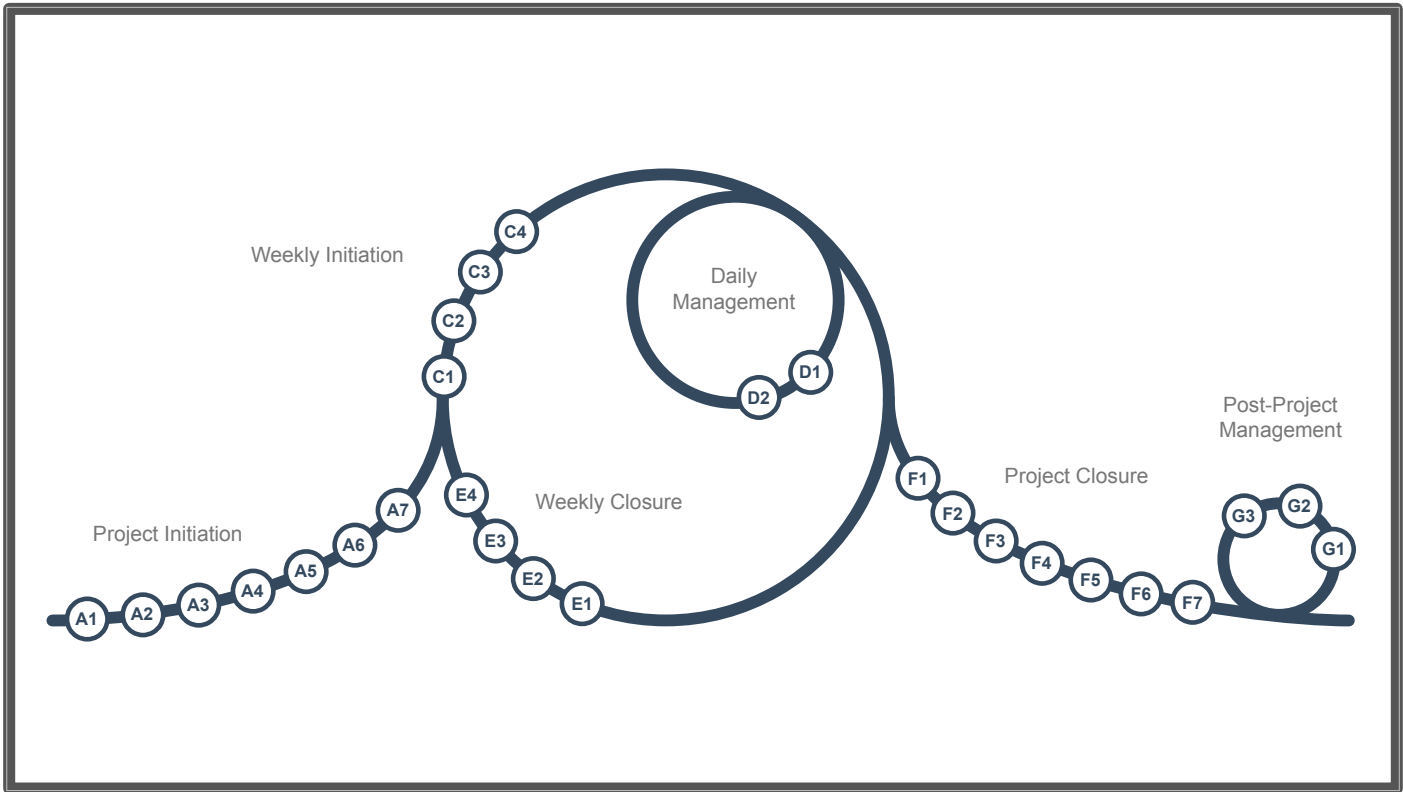 Weekly Initiation
C4
C3
C2
C1
Daily
Management
D1
D2
Project Initiation
A1
A2
A3
A4
A5
A6
A7
Weekly Closure
E4
E3
E2
E1
Project Closure
F1
F2
F3
F4
F5
F6
F7
Post-Project
Management
G3
G2
G1